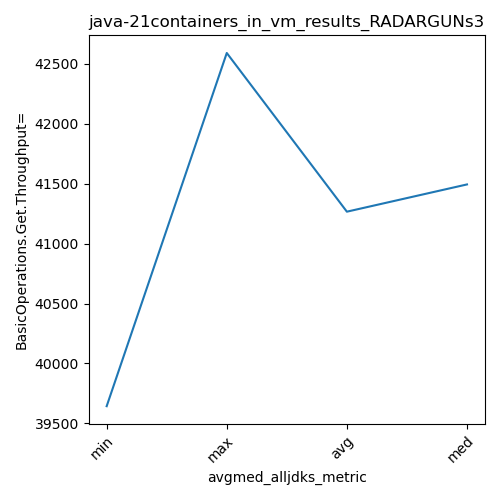 java-21containers_in_vm_results_RADARGUNs3
BasicOperations.Get.Throughput=
42500
42000
41500
41000
40500
40000
39500
min
max
avg
med
avgmed_alljdks_metric